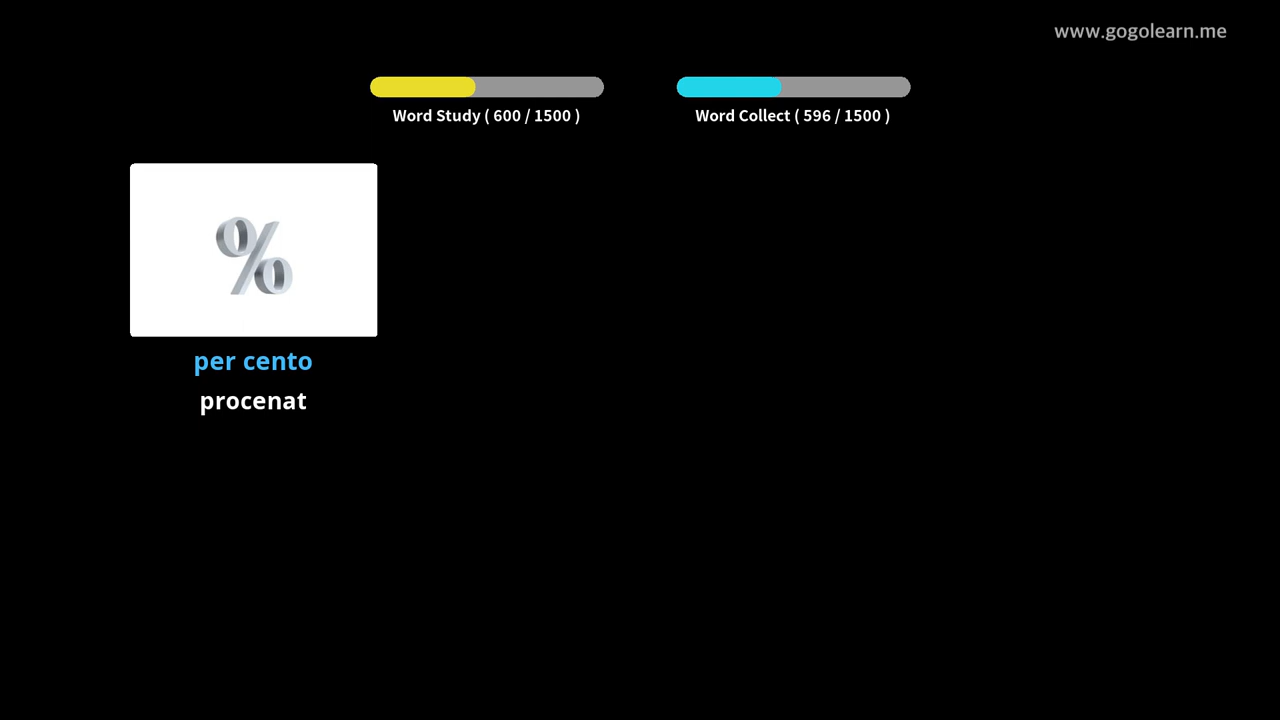 www.gogolearn.me
Word Study ( 600 / 1500 )
Word Collect ( 596 / 1500 )
%
per cento
procenat